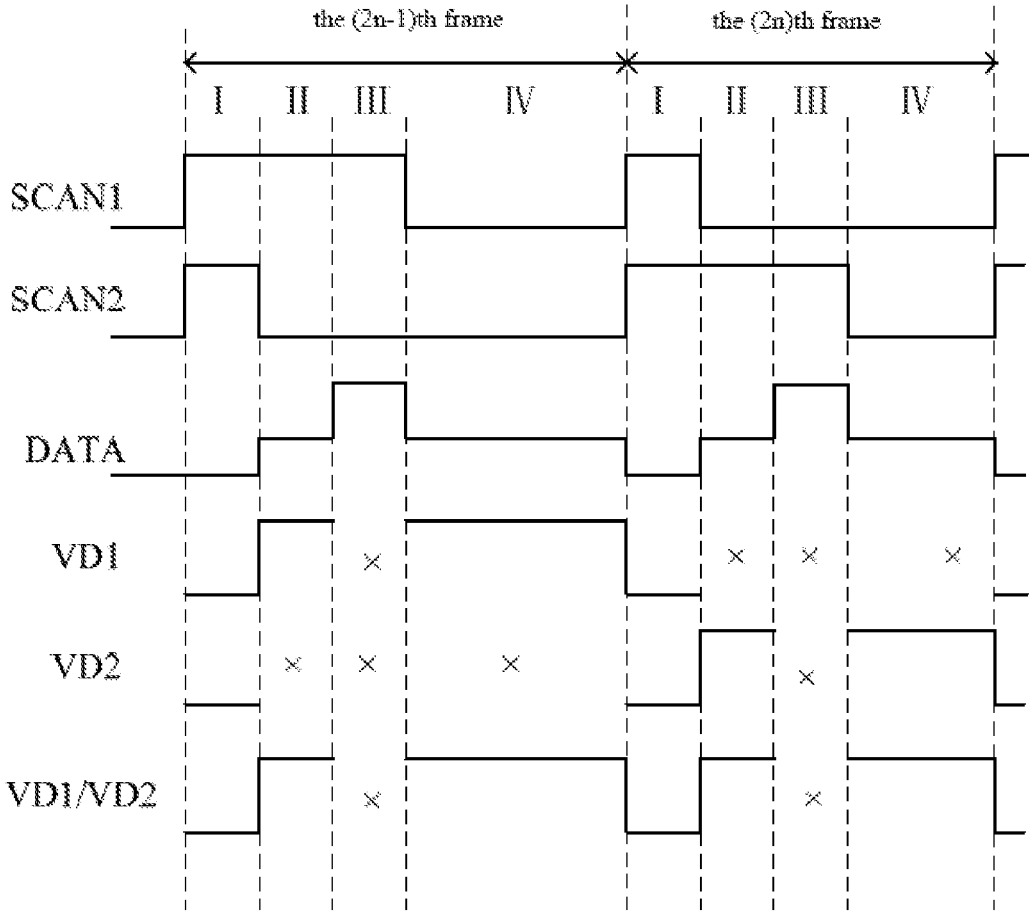 the (2n-1)th frame the (2n)th frame
I II III IV I II III IV
SCAN1
SCAN2
DATA
VD1 × × × ×
VD2 × × × ×
VD1/VD2 × ×